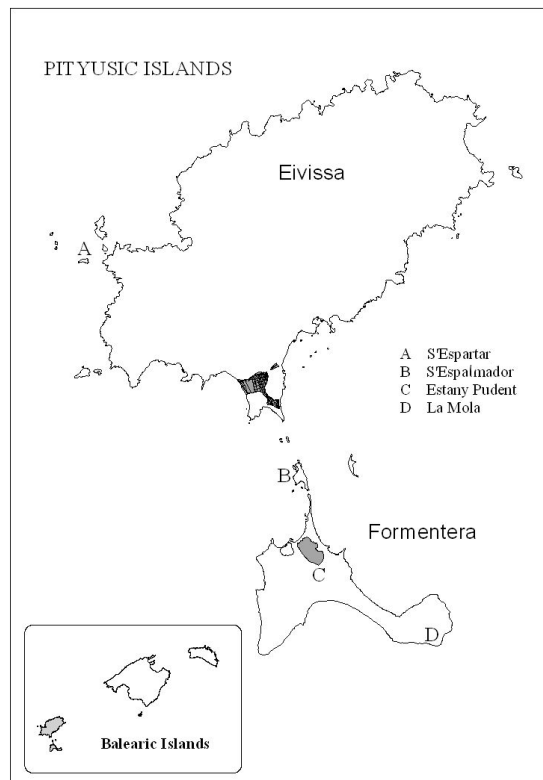 PITYUSIC ISLANDS
Eivissa
A
A S'Espartar
B S'Espalmador
C Estany Pudent
D La Mola
B
Formentera
C
D
Balearic Islands